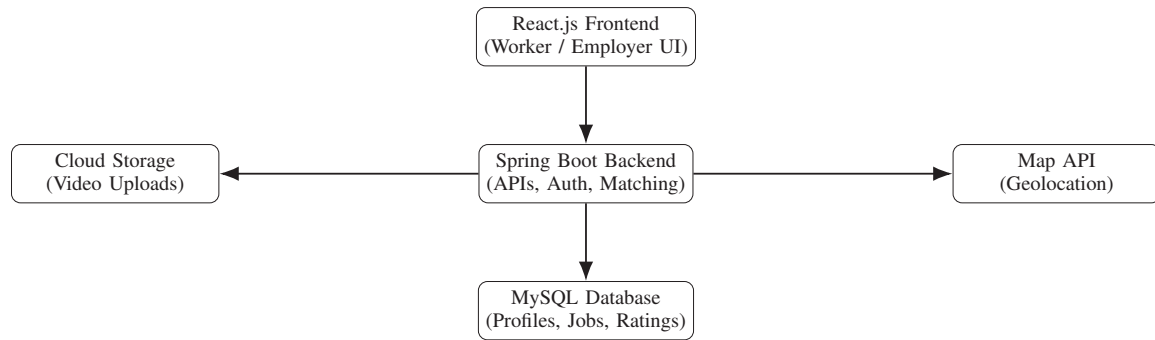 React.js Frontend
(Worker / Employer UI)
Cloud Storage
(Video Uploads)
Spring Boot Backend
(APIs, Auth, Matching)
Map API
(Geolocation)
MySQL Database
(Profiles, Jobs, Ratings)